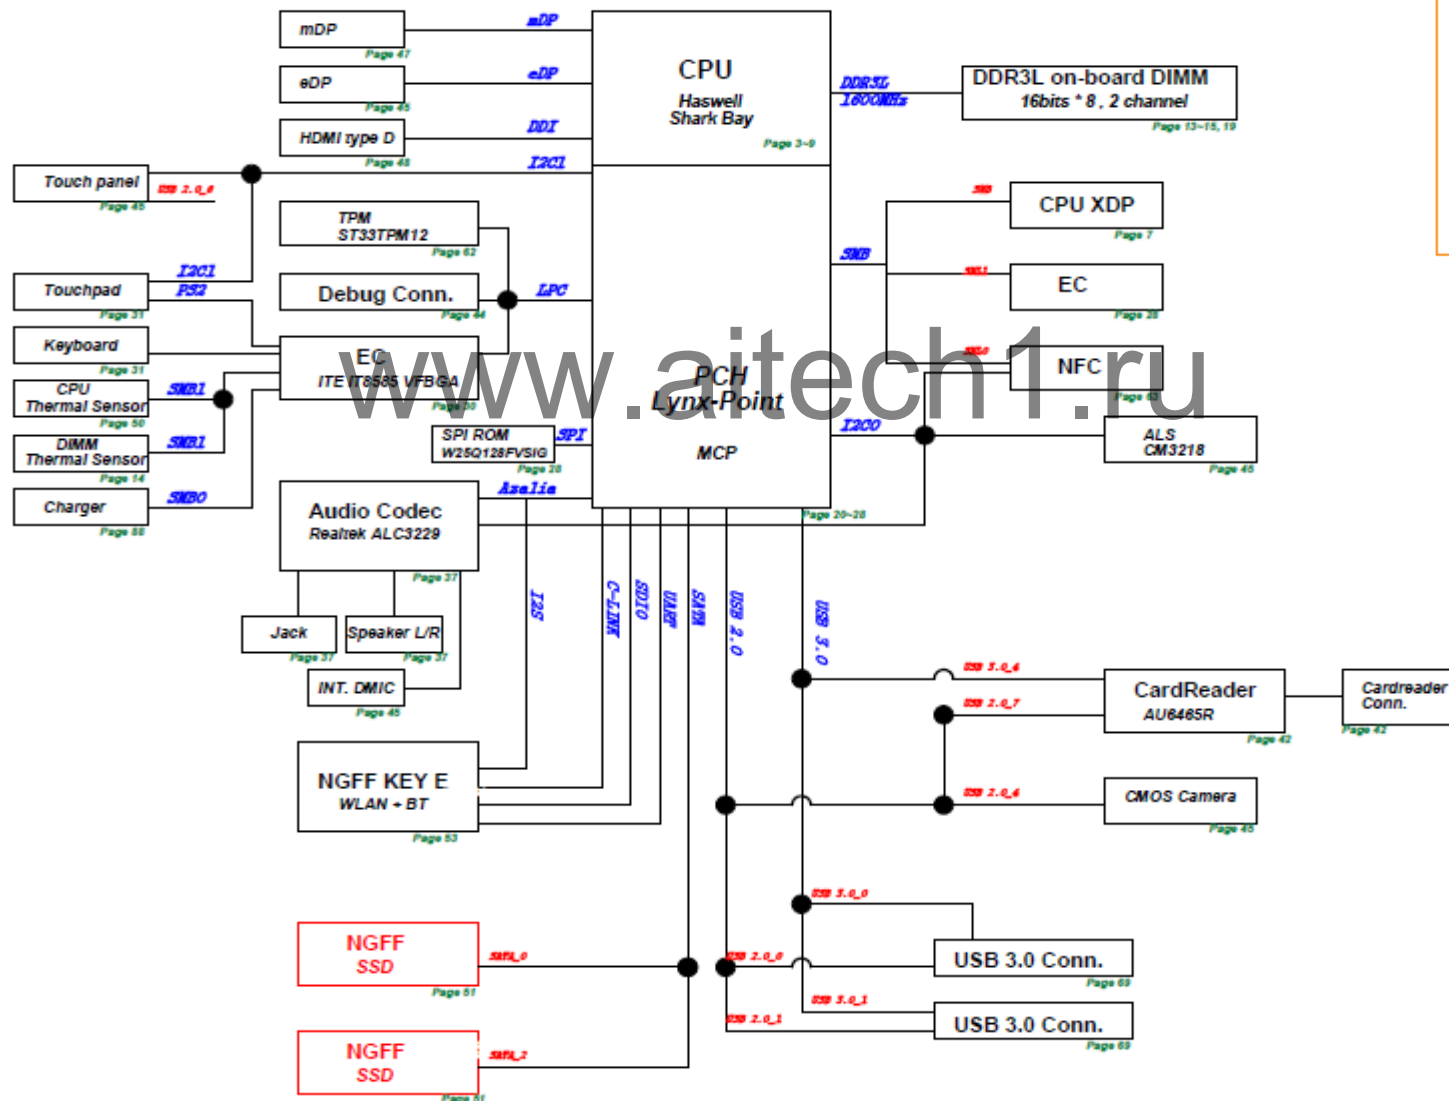 mDP
mDP
Page 47
eDP
eDP
Page 45
HDMI type D
DDI
Page 48
CPU
Haswell
Shark Bay
Page 3~9
DDR3L
1600MHz
DDR3L on-board DIMM
16bits * 8 , 2 channel
Page 13~15, 19
I2C1
Touch panel
USB 2.0_6
Page 45
TPM
ST33TPM12
Page 62
SMB
CPU XDP
Page 7
SMB
I2C1
PS2
Touchpad
Page 31
Debug Conn.
Page 44
LPC
SML1
EC
Page 28
Keyboard
Page 31
EC
ITE IT8585 VFBGA
Page 30
www.aitech1.ru
PCH
Lynx-Point
MCP
Page 20~28
SML0
NFC
Page 63
CPU
Thermal Sensor
SMB1
Page 50
DIMM
Thermal Sensor
SMB1
Page 14
SPI ROM
W25Q128FVSIG
SPI
Page 28
I2C0
ALS
CM3218
Page 45
Charger
SMB0
Page 88
Azalia
Audio Codec
Realtek ALC3229
Page 37
I2S
C-LINK
SDIO
UART
SATA
USB 2.0
USB 3.0
Jack
Page 37
Speaker L/R
Page 37
INT. DMIC
Page 45
USB 3.0_4
USB 2.0_7
CardReader
AU6465R
Page 42
Cardreader
Conn.
Page 42
NGFF KEY E
WLAN + BT
Page 53
USB 2.0_4
CMOS Camera
Page 45
USB 3.0_0
NGFF
SSD
SATA_0
Page 51
USB 2.0_0
USB 3.0 Conn.
Page 69
USB 3.0_1
USB 2.0_1
USB 3.0 Conn.
Page 69
NGFF
SSD
SATA_2
Page 51